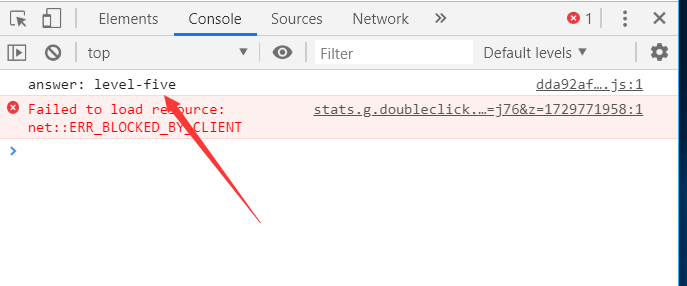 Elements Console Sources Network 1
top Filter Default levels
answer: level-five dda92af….js:1
Failed to load resource: stats.g.doubleclick.…=j76&z=1729771958:1
net::ERR_BLOCKED_BY_CLIENT